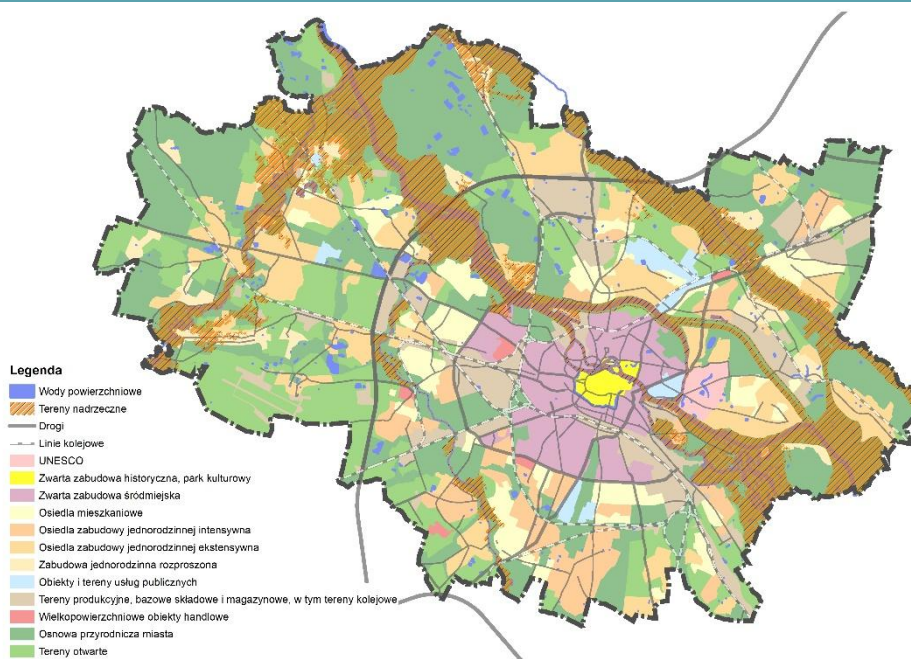 Legenda
Wody powierzchniowe
Tereny nadrzeczne
Drogi
Linie kolejowe
UNESCO
Zwarta zabudowa historyczna, park kulturowy
Zwarta zabudowa śródmiejska
Osiedla mieszkaniowe
Osiedla zabudowy jednorodzinnej intensywna
Osiedla zabudowy jednorodzinnej ekstensywna
Zabudowa jednorodzinna rozproszona
Obiekty i tereny usług publicznych
Tereny produkcyjne, bazowe składowe i magazynowe, w tym tereny kolejowe
Wielkopowierzchniowe obiekty handlowe
Osnowa przyrodnicza miasta
Tereny otwarte